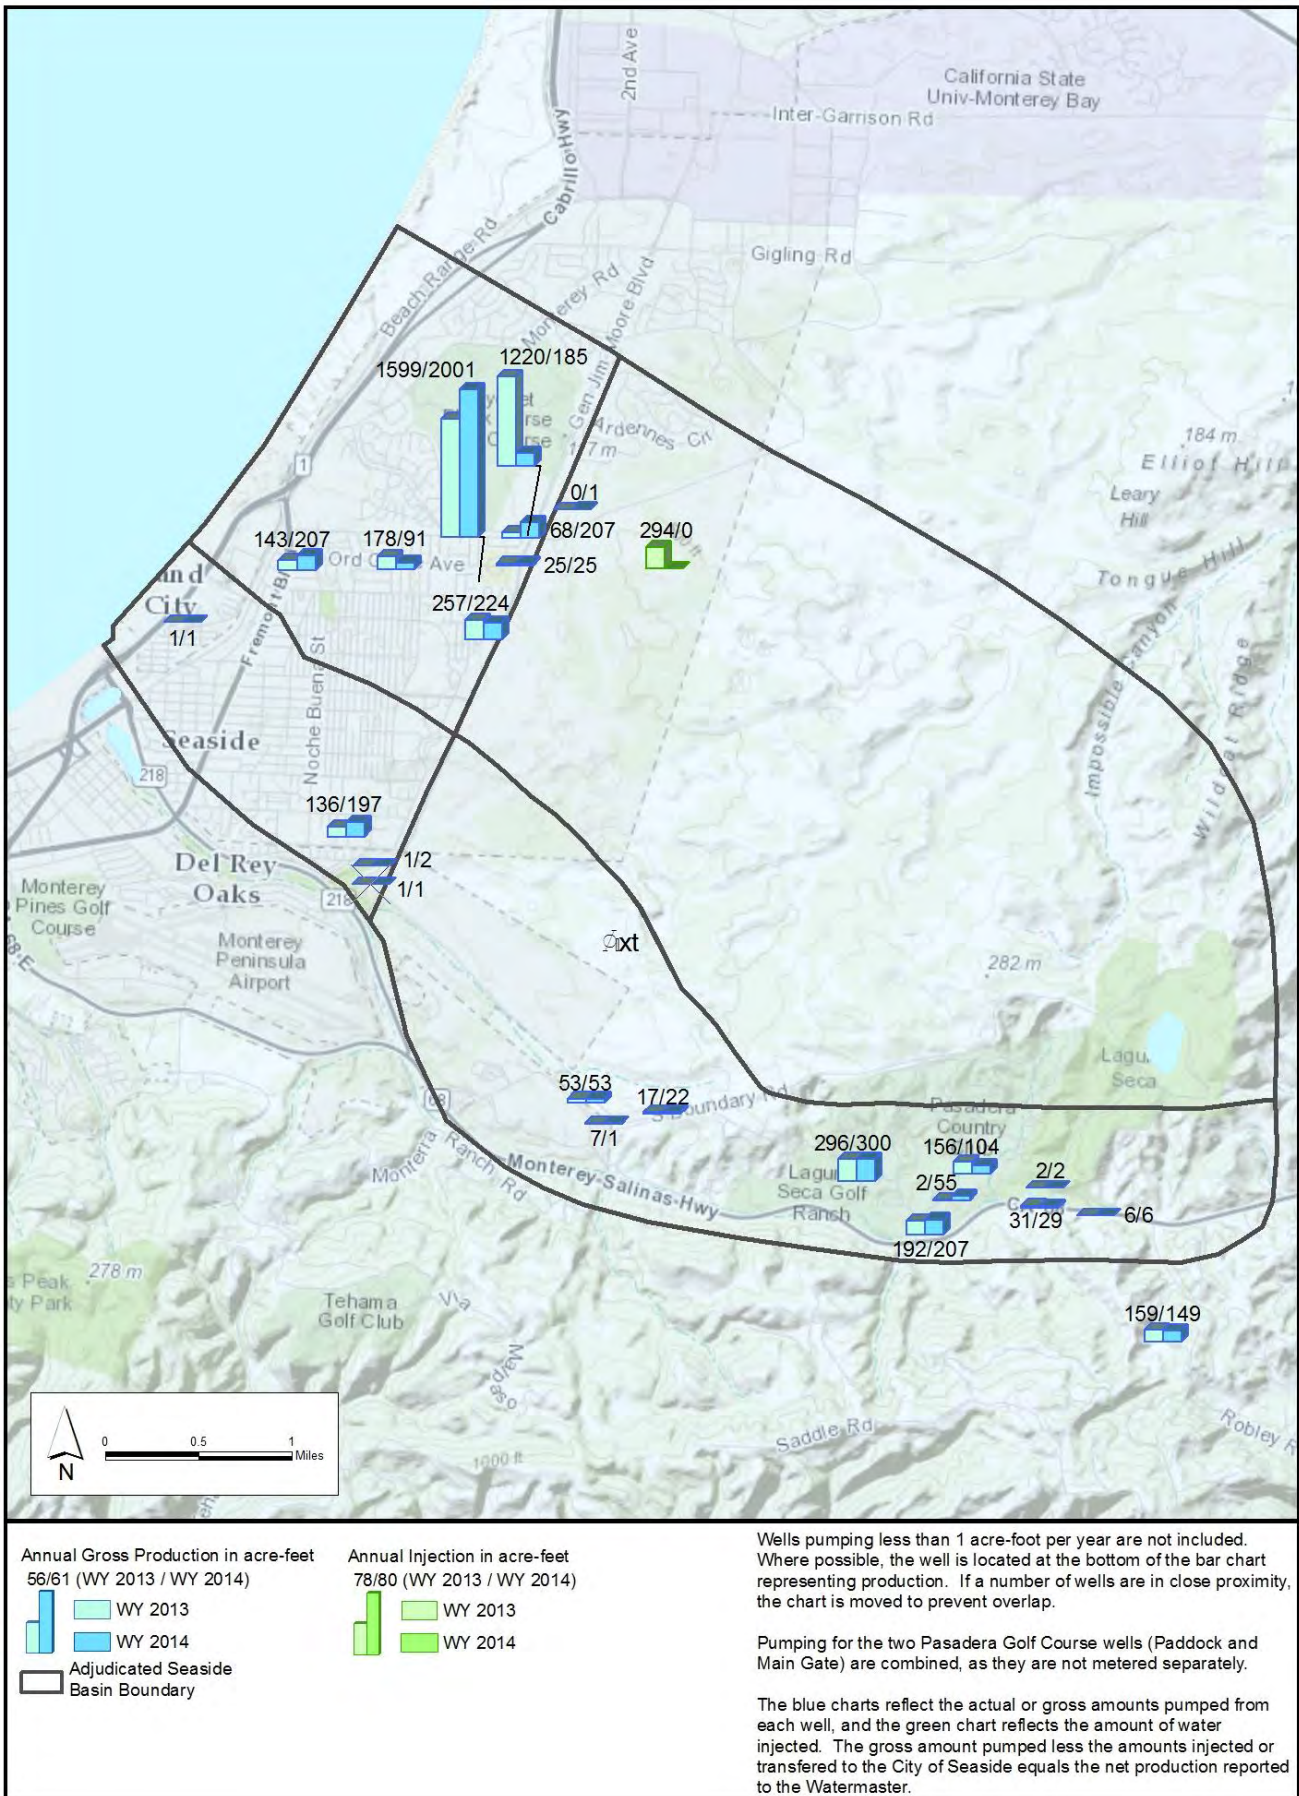 California State
Univ-Monterey Bay
2nd Ave
Inter-Garrison Rd
Cabrillo Hwy
Gigling Rd
Beach Range Rd
Monterey Rd
Gen Jim Moore Blvd
1599/2001
1220/185
Ardennes Cir
184 m
Elliot Hill
Leary
Hill
1
0/1
68/207
294/0
143/207
178/91
Ord
Ave
25/25
Tongue Hill
City
1/1
257/224
Fremont
Noche Buena St
Impossible Canyon
Wildcat Ridge
Seaside
218
136/197
1/2
1/1
Del Rey
Oaks
218
Monterey
Pines Golf
Course
68 E
Monterey
Peninsula
Airport
282 m
Laguna
Seca
53/53
17/22
S Boundary Rd
7/1
68
Monterra
Ranch Rd
Monterey-Salinas-Hwy
Pasadera
Country
296/300
156/104
Laguna
Seca Golf
Ranch
2/55
2/2
31/29
6/6
192/207
278 m
Peak
Park
Tehama
Golf Club
Via
159/149
Saddle Rd
Robley R
1000 ft
N
0 0.5 1
Miles
Annual Gross Production in acre-feet
56/61 (WY 2013 / WY 2014)
WY 2013
WY 2014
Adjudicated Seaside
Basin Boundary
Annual Injection in acre-feet
78/80 (WY 2013 / WY 2014)
WY 2013
WY 2014
Wells pumping less than 1 acre-foot per year are not included.
Where possible, the well is located at the bottom of the bar chart
representing production. If a number of wells are in close proximity,
the chart is moved to prevent overlap.
Pumping for the two Pasadera Golf Course wells (Paddock and
Main Gate) are combined, as they are not metered separately.
The blue charts reflect the actual or gross amounts pumped from
each well, and the green chart reflects the amount of water
injected. The gross amount pumped less the amounts injected or
transfered to the City of Seaside equals the net production reported
to the Watermaster.